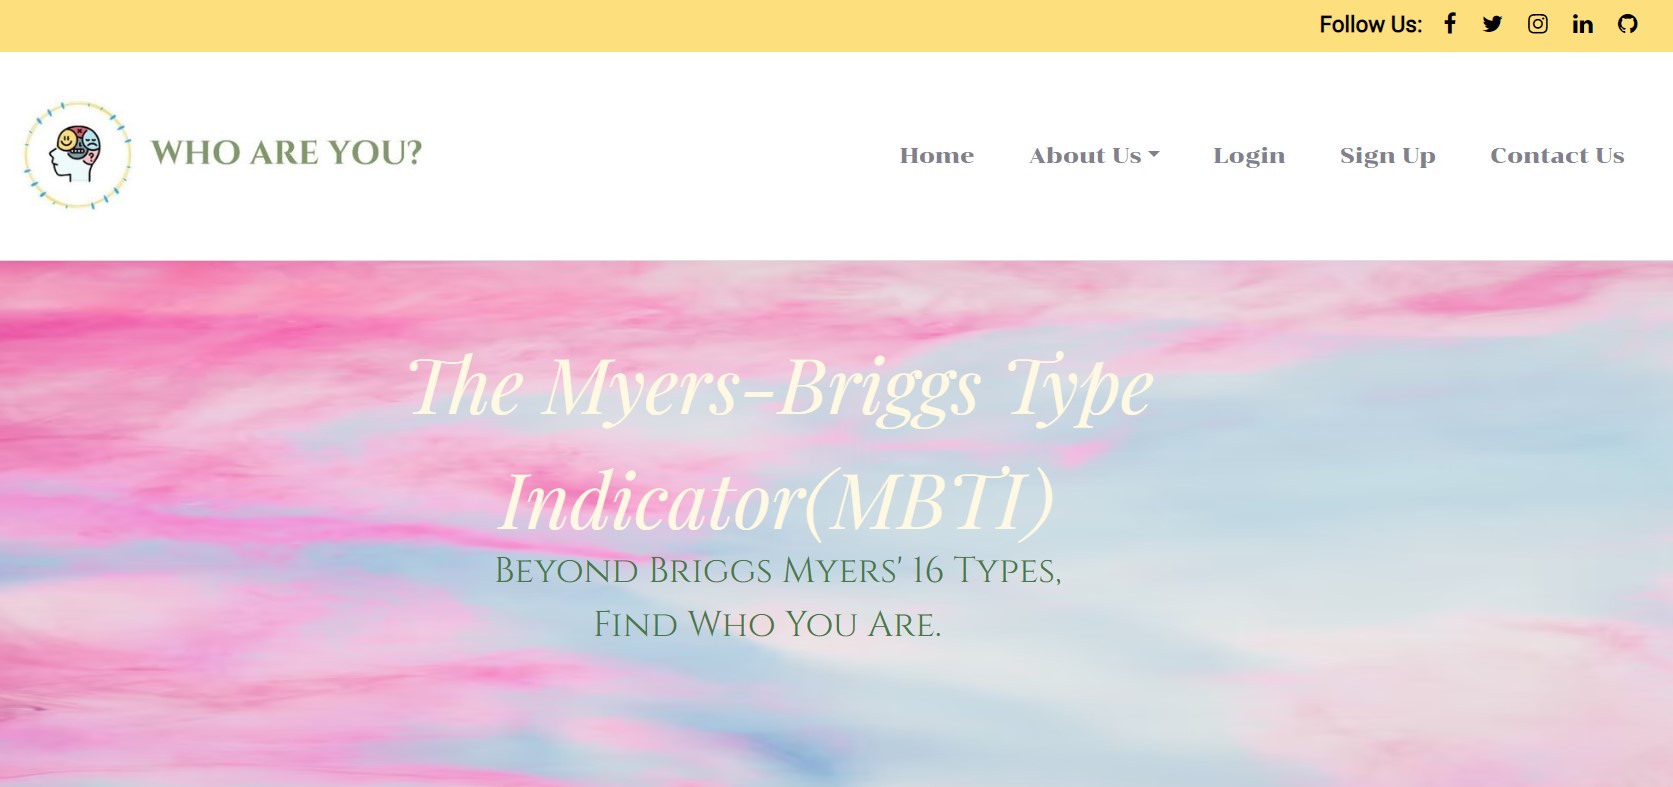 Follow Us:
WHO ARE YOU?
Home About Us Login Sign Up Contact Us
The Myers-Briggs Type
Indicator(MBTI)
Beyond Briggs Myers' 16 Types,
Find Who You Are.